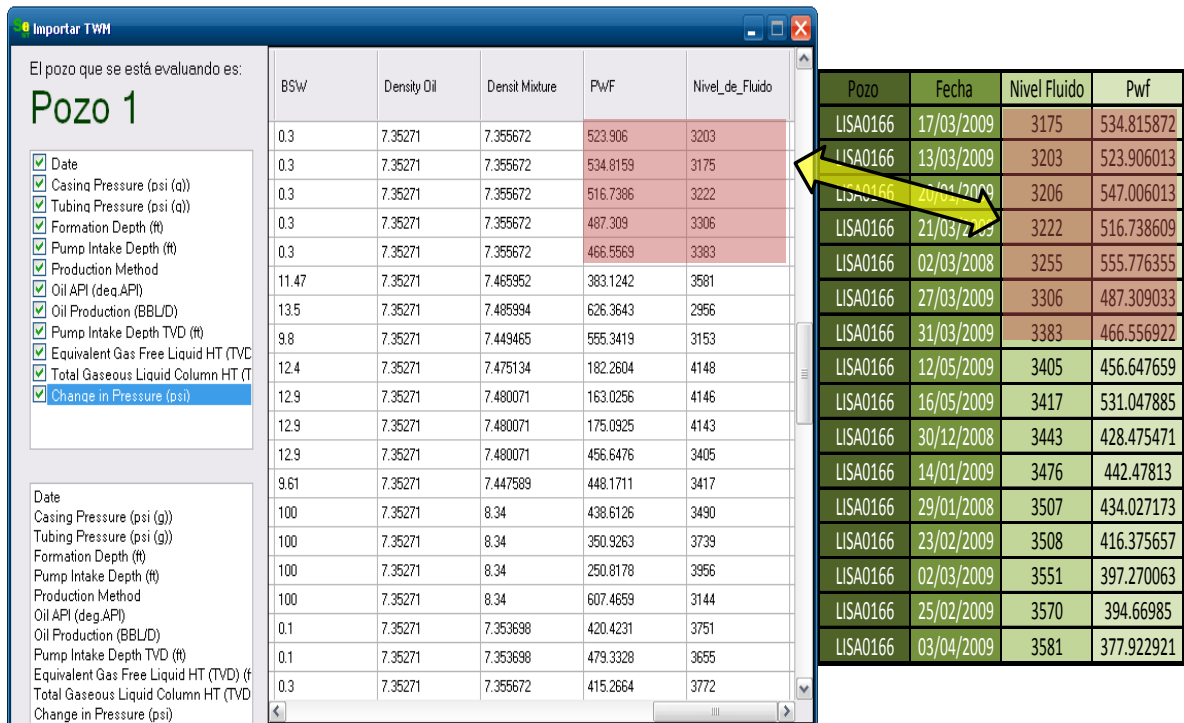 Importar TWM
El pozo que se está evaluando es:
Pozo 1
Date
Casing Pressure (psi (g))
Tubing Pressure (psi (g))
Formation Depth (ft)
Pump Intake Depth (ft)
Production Method
Oil API (deg.API)
Oil Production (BBL/D)
Pump Intake Depth TVD (ft)
Equivalent Gas Free Liquid HT (TVD
Total Gaseous Liquid Column HT (T
Change in Pressure (psi)
Date
Casing Pressure (psi (g))
Tubing Pressure (psi (g))
Formation Depth (ft)
Pump Intake Depth (ft)
Production Method
Oil API (deg.API)
Oil Production (BBL/D)
Pump Intake Depth TVD (ft)
Equivalent Gas Free Liquid HT (TVD) (f
Total Gaseous Liquid Column HT (TVD
Change in Pressure (psi)
BSW Density Oil Densit Mixture PWF Nivel_de_Fluido
0.3 7.35271 7.355672 523.906 3203
0.3 7.35271 7.355672 534.8159 3175
0.3 7.35271 7.355672 516.7386 3222
0.3 7.35271 7.355672 487.309 3306
0.3 7.35271 7.355672 466.5569 3383
11.47 7.35271 7.465952 383.1242 3581
13.5 7.35271 7.485994 626.3643 2956
9.8 7.35271 7.449465 555.3419 3153
12.4 7.35271 7.475134 182.2604 4148
12.9 7.35271 7.480071 163.0256 4146
12.9 7.35271 7.480071 175.0925 4143
12.9 7.35271 7.480071 456.6476 3405
9.61 7.35271 7.447589 448.1711 3417
100 7.35271 8.34 438.6126 3490
100 7.35271 8.34 350.9263 3739
100 7.35271 8.34 250.8178 3956
100 7.35271 8.34 607.4659 3144
0.1 7.35271 7.353698 420.4231 3751
0.1 7.35271 7.353698 479.3328 3655
0.3 7.35271 7.355672 415.2664 3772
Pozo Fecha Nivel Fluido Pwf
LISA0166 17/03/2009 3175 534.815872
LISA0166 13/03/2009 3203 523.906013
LISA0166 20/01/2009 3206 547.006013
LISA0166 21/03/2009 3222 516.738609
LISA0166 02/03/2008 3255 555.776355
LISA0166 27/03/2009 3306 487.309033
LISA0166 31/03/2009 3383 466.556922
LISA0166 12/05/2009 3405 456.647659
LISA0166 16/05/2009 3417 531.047885
LISA0166 30/12/2008 3443 428.475471
LISA0166 14/01/2009 3476 442.47813
LISA0166 29/01/2008 3507 434.027173
LISA0166 23/02/2009 3508 416.375657
LISA0166 02/03/2009 3551 397.270063
LISA0166 25/02/2009 3570 394.66985
LISA0166 03/04/2009 3581 377.922921